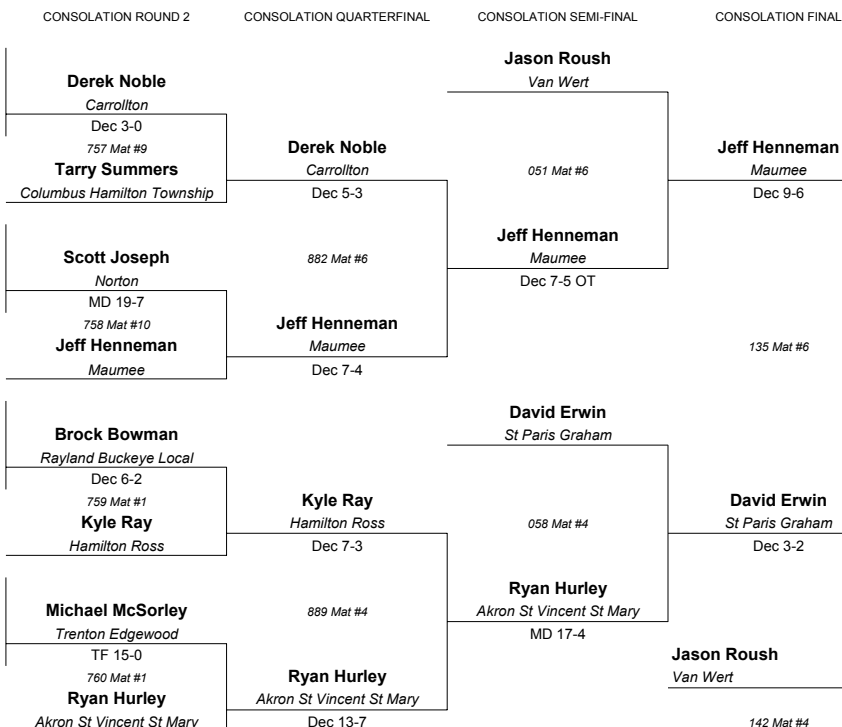 CONSOLATION ROUND 2 CONSOLATION QUARTERFINAL CONSOLATION SEMI-FINAL CONSOLATION FINAL
Jason Roush
Van Wert
Derek Noble
Carrollton
Dec 3-0
757 Mat #9
Tarry Summers
Columbus Hamilton Township
Derek Noble
Carrollton
Dec 5-3
051 Mat #6
Jeff Henneman
Maumee
Dec 9-6
Scott Joseph
Norton
MD 19-7
758 Mat #10
Jeff Henneman
Maumee
882 Mat #6
Jeff Henneman
Maumee
Dec 7-4
Jeff Henneman
Maumee
Dec 7-5 OT
135 Mat #6
Brock Bowman
Rayland Buckeye Local
Dec 6-2
759 Mat #1
Kyle Ray
Hamilton Ross
Kyle Ray
Hamilton Ross
Dec 7-3
David Erwin
St Paris Graham
058 Mat #4
David Erwin
St Paris Graham
Dec 3-2
Michael McSorley
Trenton Edgewood
TF 15-0
760 Mat #1
Ryan Hurley
Akron St Vincent St Mary
889 Mat #4
Ryan Hurley
Akron St Vincent St Mary
Dec 13-7
Ryan Hurley
Akron St Vincent St Mary
MD 17-4
Jason Roush
Van Wert
142 Mat #4